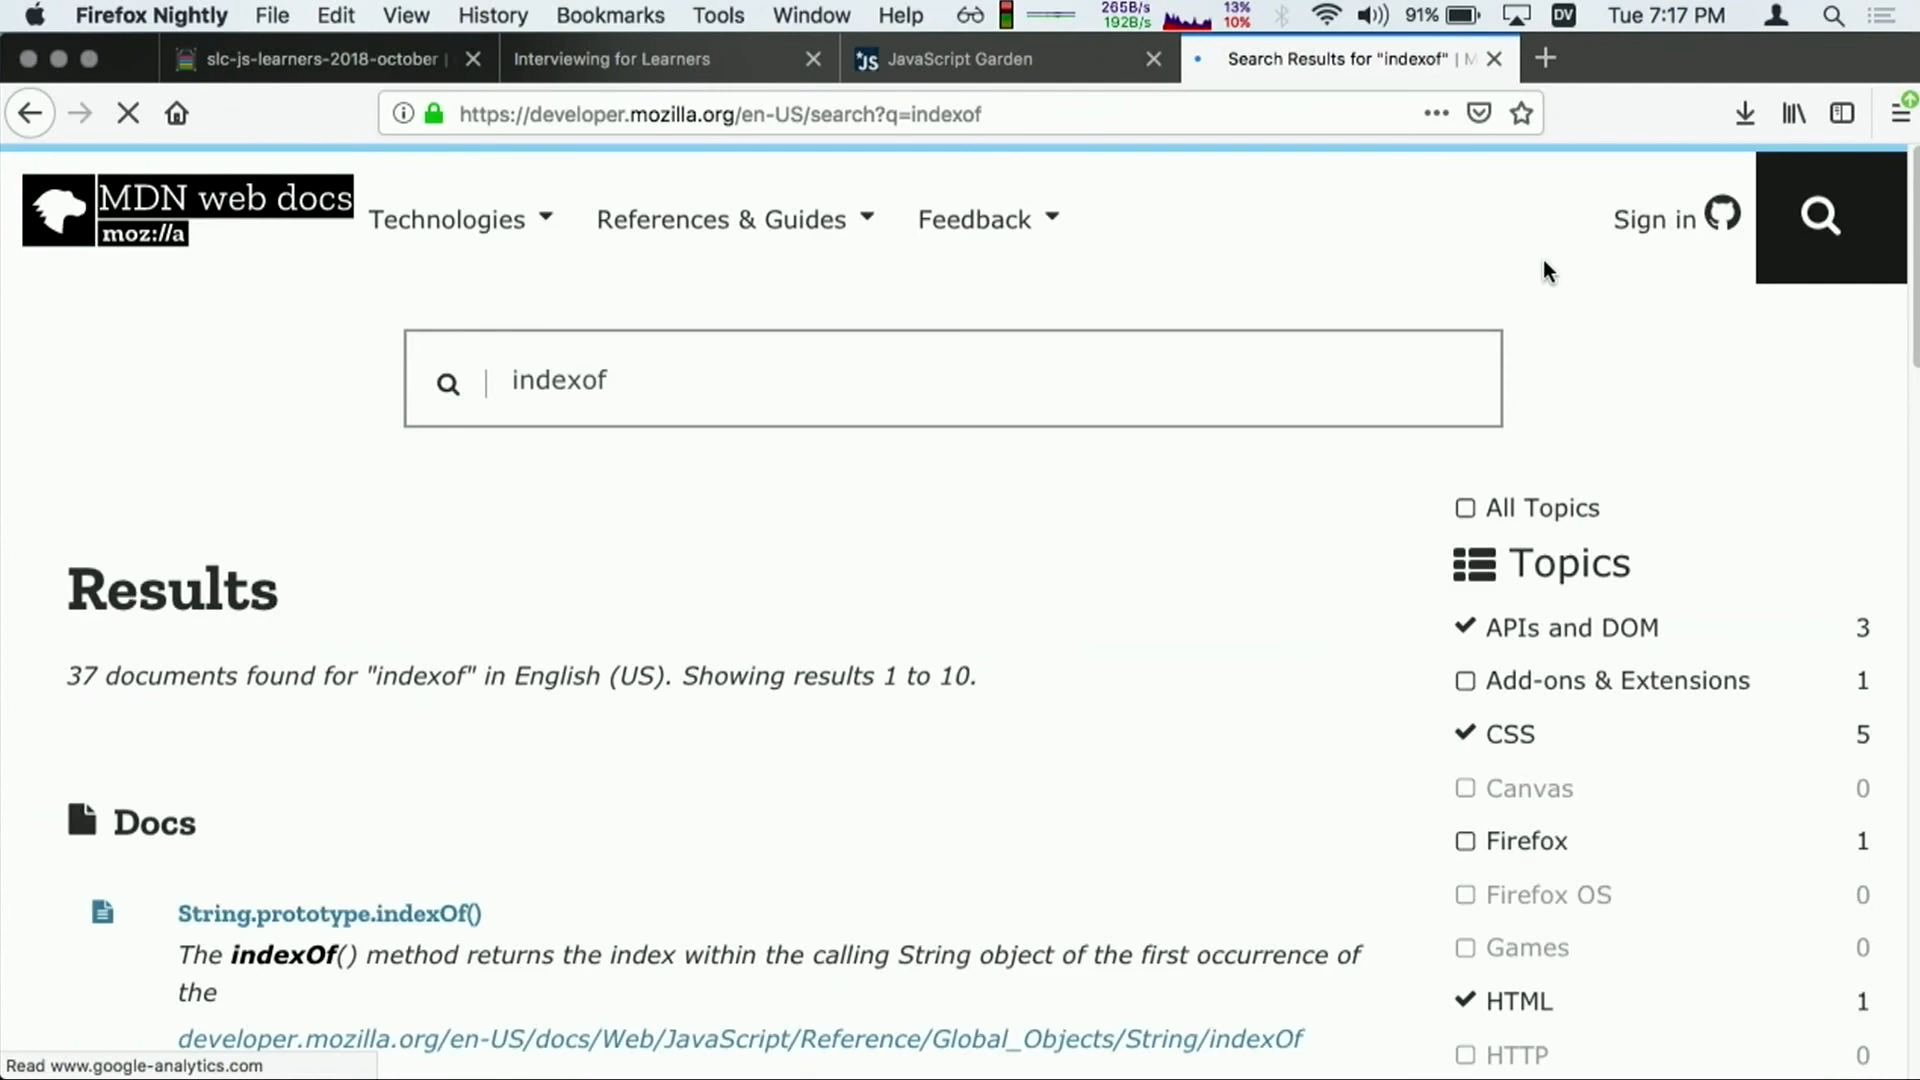 Firefox Nightly File Edit View History Bookmarks Tools Window Help 265B/s 192B/s 13% 10% 91% DV Tue 7:17 PM
slc-js-learners-2018-october | Interviewing for Learners JS JavaScript Garden Search Results for "indexof" | M
https://developer.mozilla.org/en-US/search?q=indexof
MDN web docs
moz://a
Technologies References & Guides Feedback Sign in
indexof
All Topics
Topics
Results
APIs and DOM 3
37 documents found for "indexof" in English (US). Showing results 1 to 10.
Add-ons & Extensions 1
CSS 5
Canvas 0
Docs
Firefox 1
Firefox OS 0
String.prototype.indexOf()
The indexOf() method returns the index within the calling String object of the first occurrence of
the
Games 0
HTML 1
developer.mozilla.org/en-US/docs/Web/JavaScript/Reference/Global_Objects/String/indexOf
HTTP 0
Read www.google-analytics.com